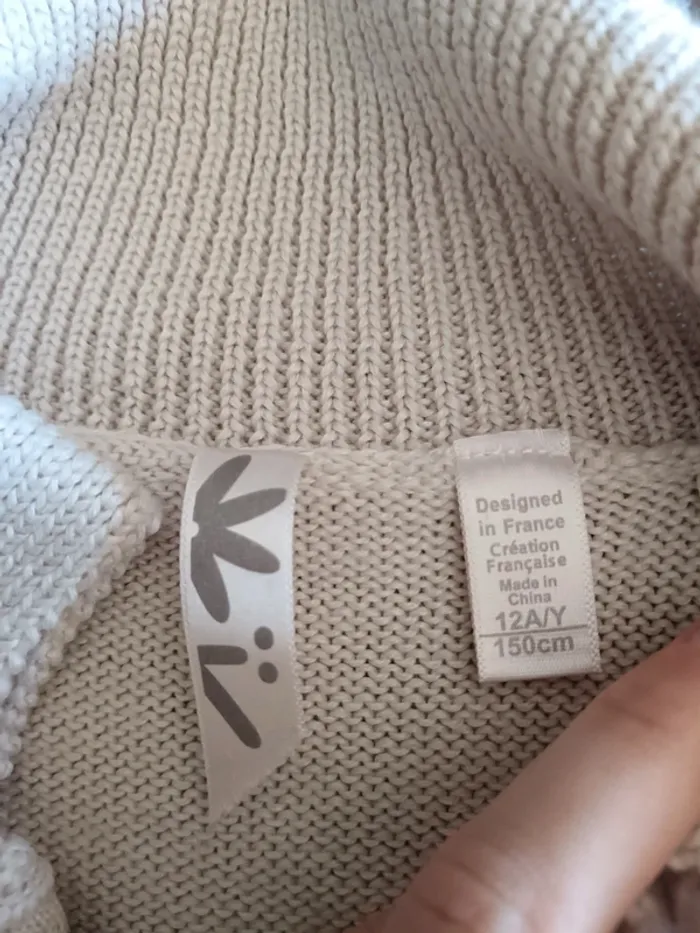 Designed
in France
Création
Française
Made in
China
12A/Y
150cm